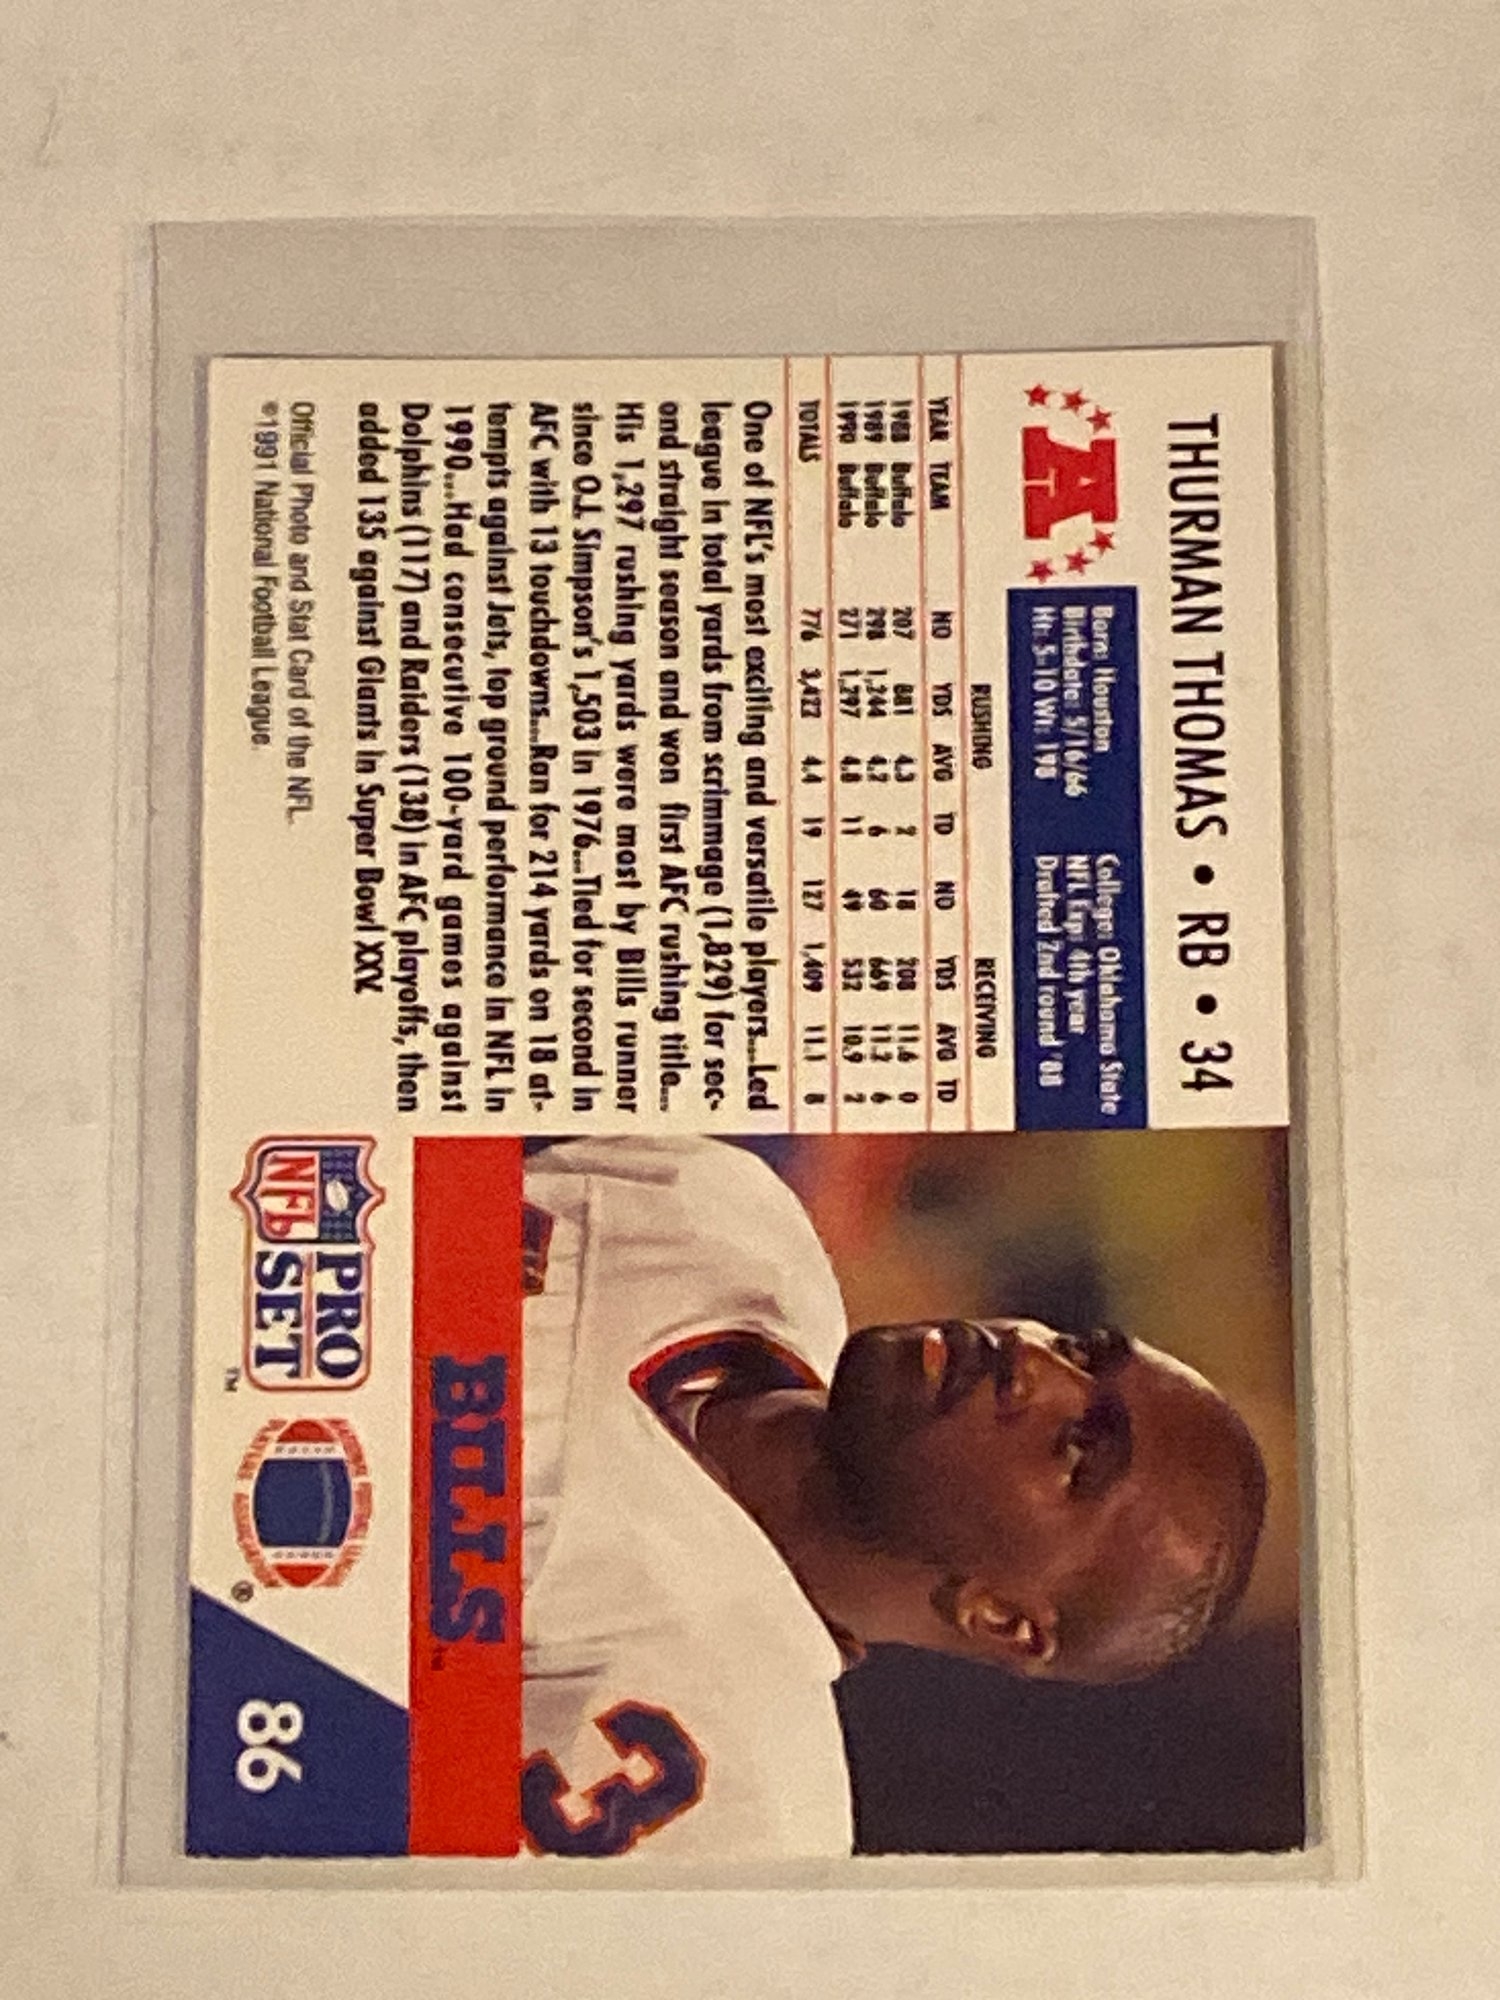 THURMAN THOMAS • RB • 34
A
Born: Houston
Birthdate: 5/16/66
Ht: 5-10 Wt: 198
College: Oklahoma State
NFL Exp: 4th year
Drafted 2nd round '88
RUSHING RECEIVING
YEAR TEAM NO YDS AVG TD NO YDS AVG TD
1988 Buffalo 207 881 4.3 2 18 208 11.6 0
1989 Buffalo 298 1,244 4.2 6 60 669 11.2 6
1990 Buffalo 271 1,297 4.8 11 49 532 10.9 2
TOTALS 776 3,422 4.4 19 127 1,409 11.1 8
One of NFL's most exciting and versatile players....Led
league in total yards from scrimmage (1,829) for sec-
ond straight season and won first AFC rushing title....
His 1,297 rushing yards were most by Bills runner
since O.J. Simpson's 1,503 in 1976....Tied for second in
AFC with 13 touchdowns....Ran for 214 yards on 18 at-
tempts against Jets, top ground performance in NFL in
1990....Had consecutive 100-yard games against
Dolphins (117) and Raiders (138) in AFC playoffs, then
added 135 against Giants in Super Bowl XXV.
Official Photo and Stat Card of the NFL.
©1991 National Football League.
3
BILLS™
NFL PRO
SET™
PLAYERS ®
86